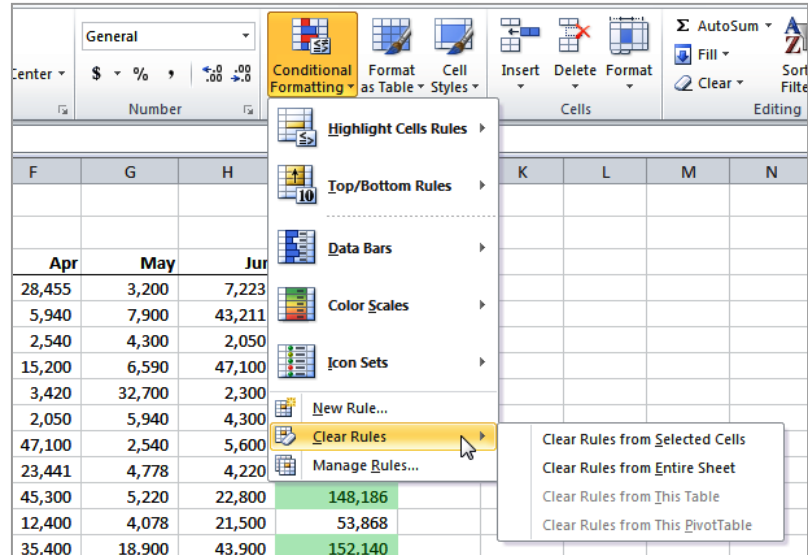 General
Center
$ % ,
.00 .0
Number
Conditional Formatting
Format as Table
Cell Styles
Insert
Delete
Format
Cells
Σ AutoSum
Fill
Clear
Editing
Highlight Cells Rules
Top/Bottom Rules
Data Bars
Color Scales
Icon Sets
New Rule...
Clear Rules
Manage Rules...
Clear Rules from Selected Cells
Clear Rules from Entire Sheet
Clear Rules from This Table
Clear Rules from This PivotTable
F G H K L M N
Apr May Jun
28,455 3,200 7,223
5,940 7,900 43,211
2,540 4,300 2,050
15,200 6,590 47,100
3,420 32,700 2,300
2,050 5,940 4,300
47,100 2,540 5,600
23,441 4,778 4,220
45,300 5,220 22,800 148,186
12,400 4,078 21,500 53,868
35,400 18,900 43,900 152,140